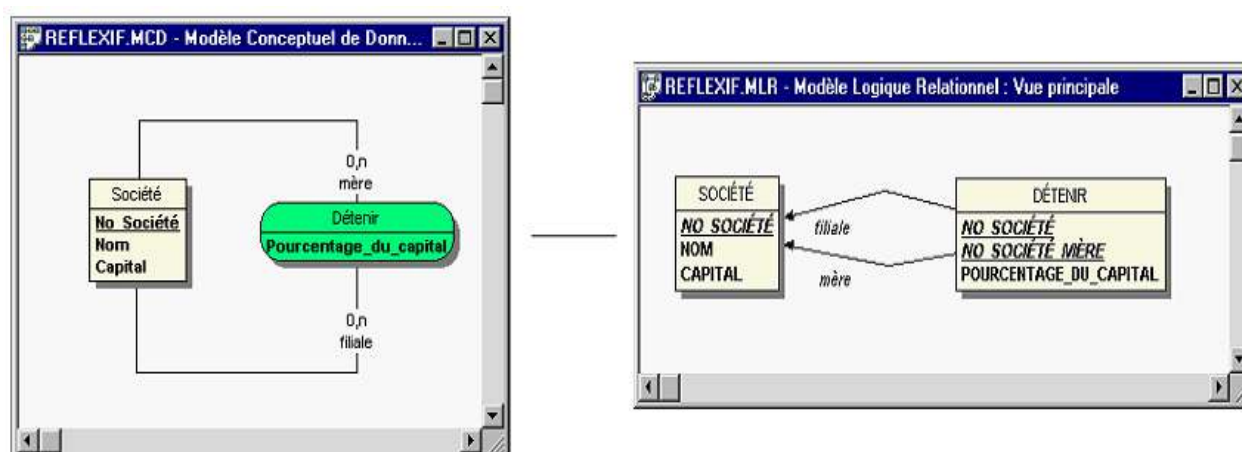 REFLEXIF.MCD - Modèle Conceptuel de Donn...
0,n
mère
Société
No Société
Nom
Capital
Détenir
Pourcentage_du_capital
0,n
filiale
REFLEXIF.MLR - Modèle Logique Relationnel : Vue principale
SOCIÉTÉ
NO SOCIÉTÉ
NOM
CAPITAL
filiale
mère
DÉTENIR
NO SOCIÉTÉ
NO SOCIÉTÉ MÈRE
POURCENTAGE_DU_CAPITAL